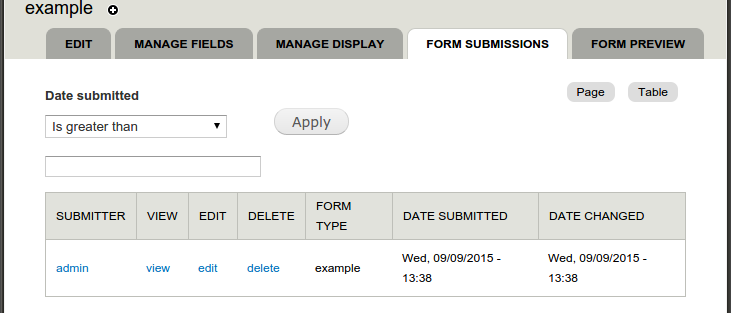 example
EDIT MANAGE FIELDS MANAGE DISPLAY FORM SUBMISSIONS FORM PREVIEW
Page Table
Date submitted
Is greater than Apply
SUBMITTER VIEW EDIT DELETE FORM TYPE DATE SUBMITTED DATE CHANGED
admin view edit delete example Wed, 09/09/2015 - 13:38 Wed, 09/09/2015 - 13:38